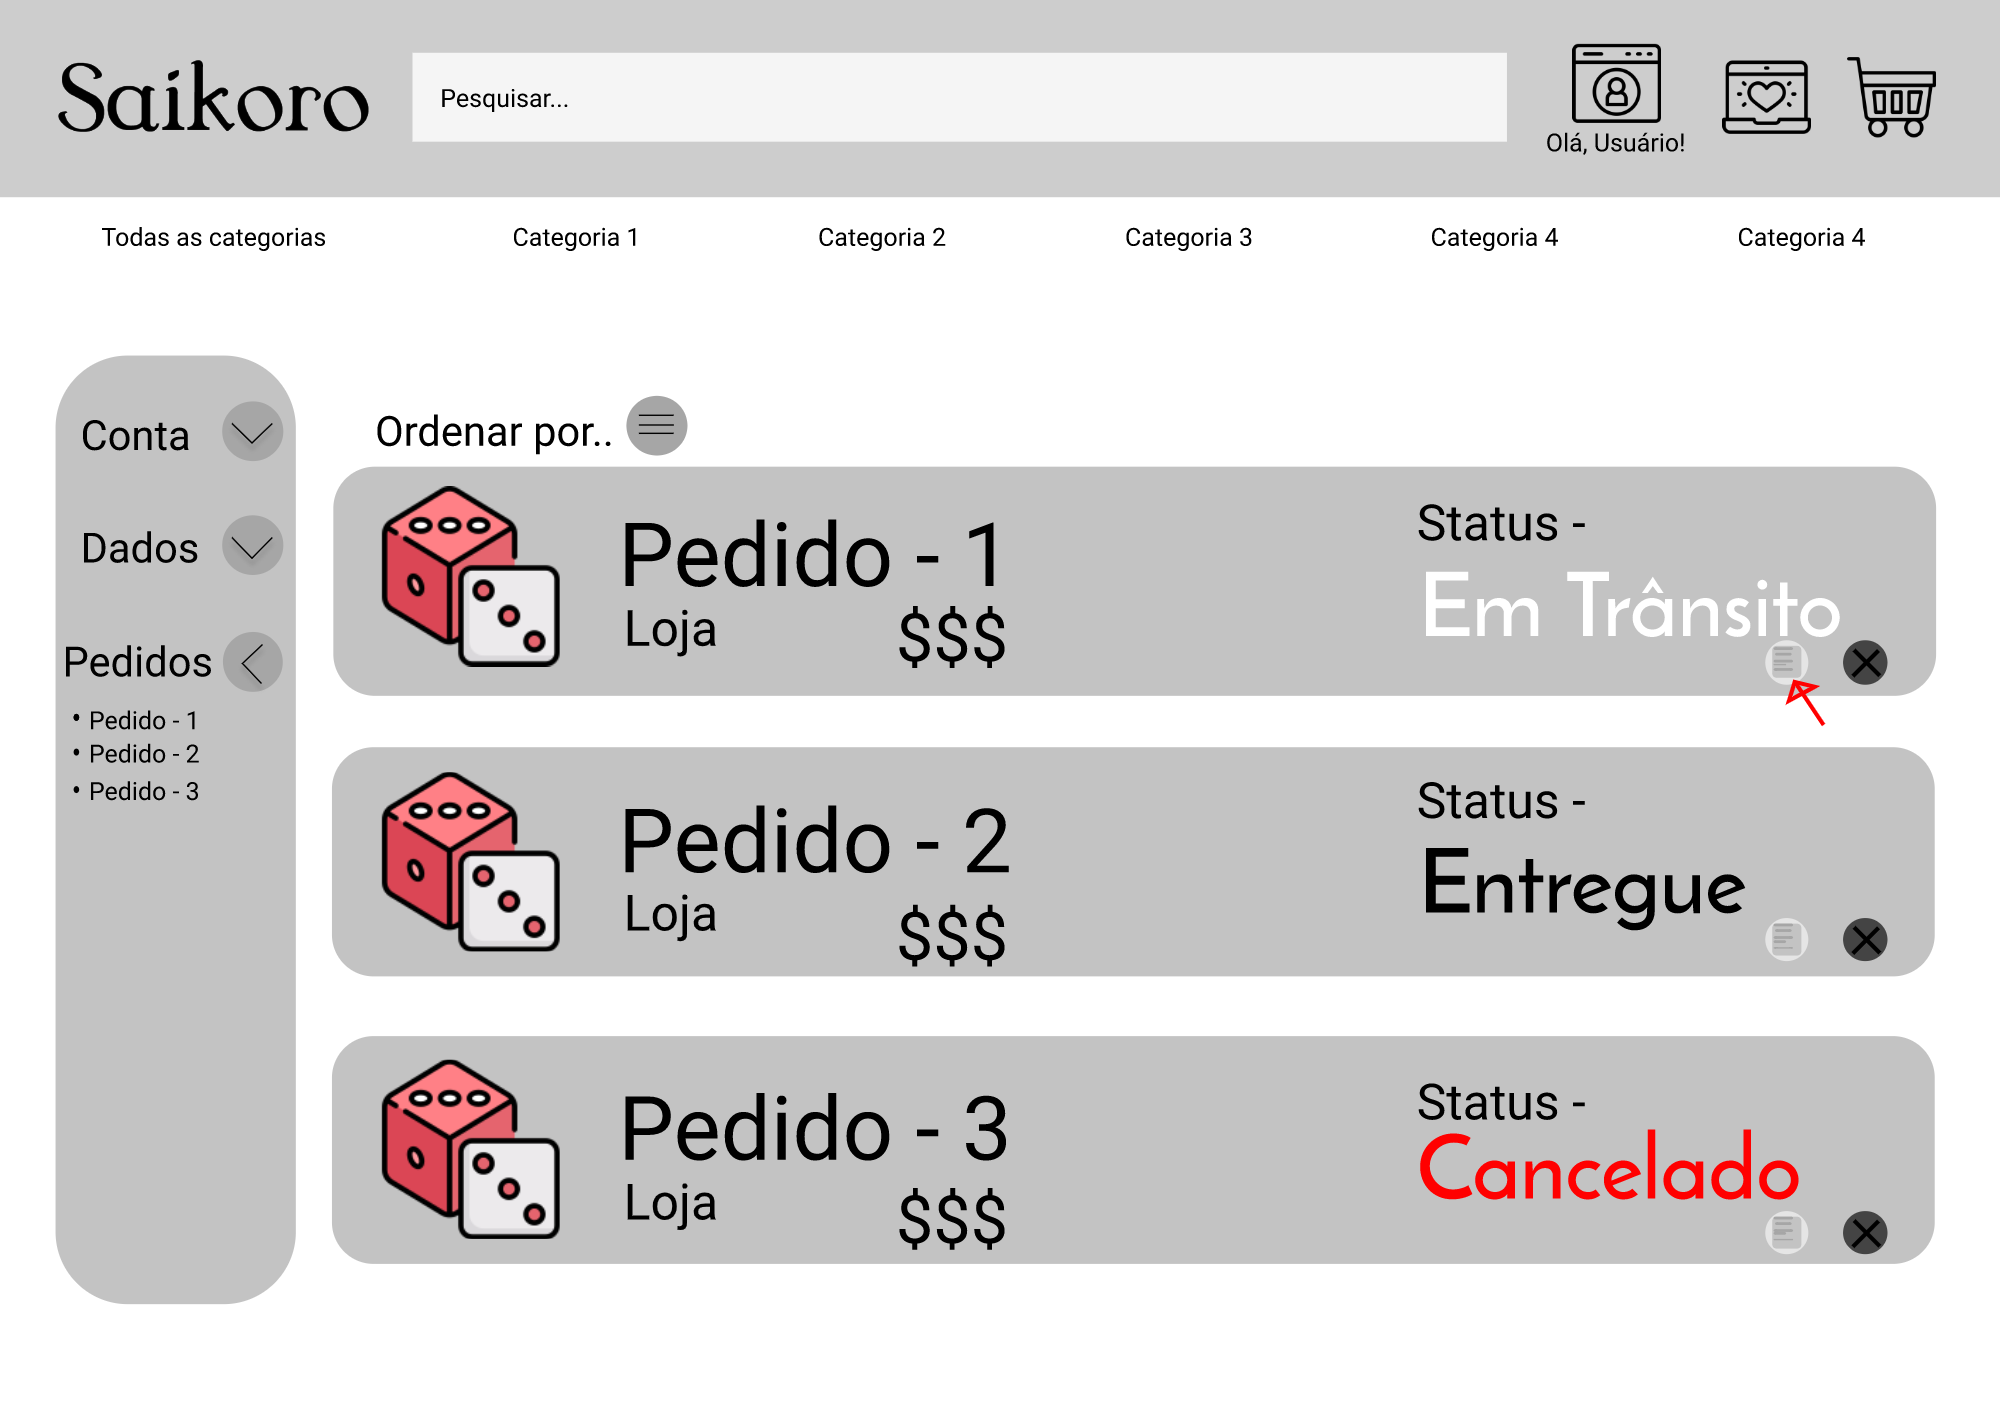 Saikoro
Pesquisar...
Olá, Usuário!
Todas as categorias
Categoria 1
Categoria 2
Categoria 3
Categoria 4
Categoria 4
Conta
Dados
Pedidos
• Pedido - 1
• Pedido - 2
• Pedido - 3
Ordenar por..
Pedido - 1
Loja
$$$
Status -
Em Trânsito
Pedido - 2
Loja
$$$
Status -
Entregue
Pedido - 3
Loja
$$$
Status -
Cancelado